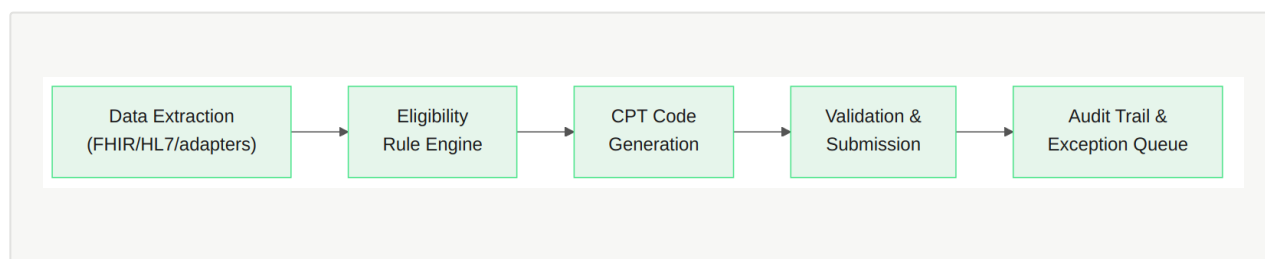 Data Extraction
(FHIR/HL7/adapters)
Eligibility
Rule Engine
CPT Code
Generation
Validation &
Submission
Audit Trail &
Exception Queue